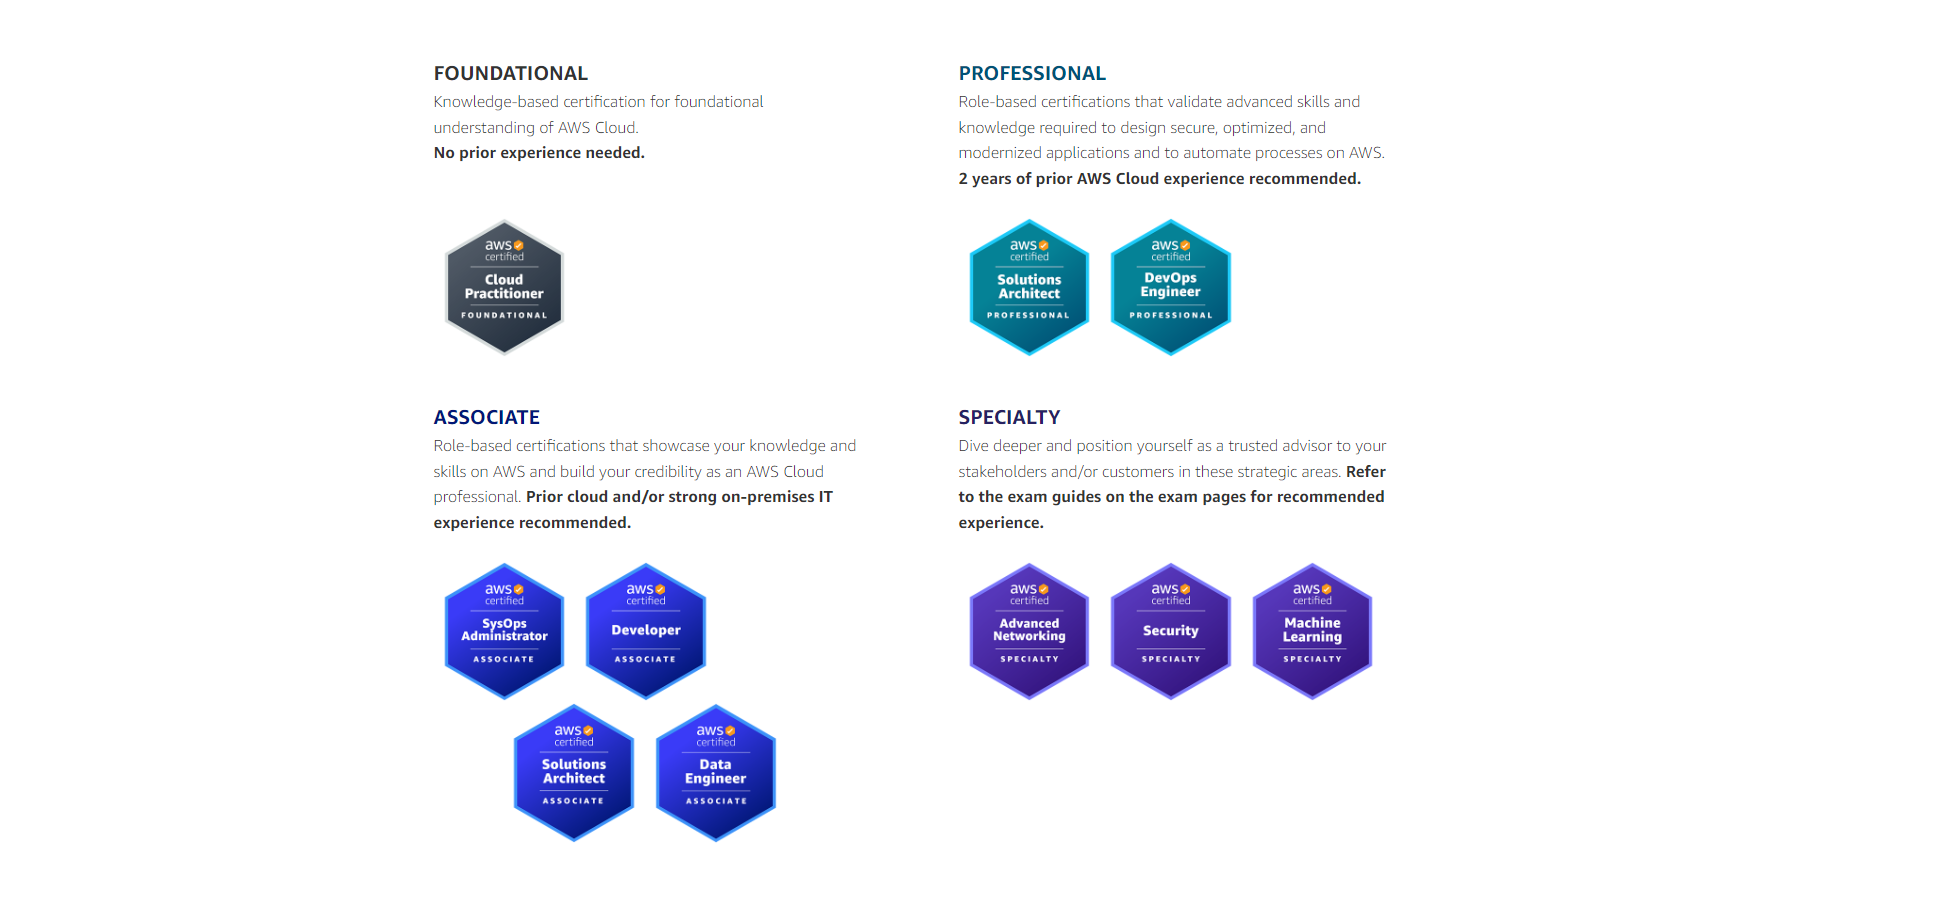 FOUNDATIONAL
Knowledge-based certification for foundational
understanding of AWS Cloud.
No prior experience needed.
aws
certified
Cloud
Practitioner
FOUNDATIONAL
PROFESSIONAL
Role-based certifications that validate advanced skills and
knowledge required to design secure, optimized, and
modernized applications and to automate processes on AWS.
2 years of prior AWS Cloud experience recommended.
aws
certified
Solutions
Architect
PROFESSIONAL
aws
certified
DevOps
Engineer
PROFESSIONAL
ASSOCIATE
Role-based certifications that showcase your knowledge and
skills on AWS and build your credibility as an AWS Cloud
professional. Prior cloud and/or strong on-premises IT
experience recommended.
aws
certified
SysOps
Administrator
ASSOCIATE
aws
certified
Developer
ASSOCIATE
aws
certified
Solutions
Architect
ASSOCIATE
aws
certified
Data
Engineer
ASSOCIATE
SPECIALTY
Dive deeper and position yourself as a trusted advisor to your
stakeholders and/or customers in these strategic areas. Refer
to the exam guides on the exam pages for recommended
experience.
aws
certified
Advanced
Networking
SPECIALTY
aws
certified
Security
SPECIALTY
aws
certified
Machine
Learning
SPECIALTY